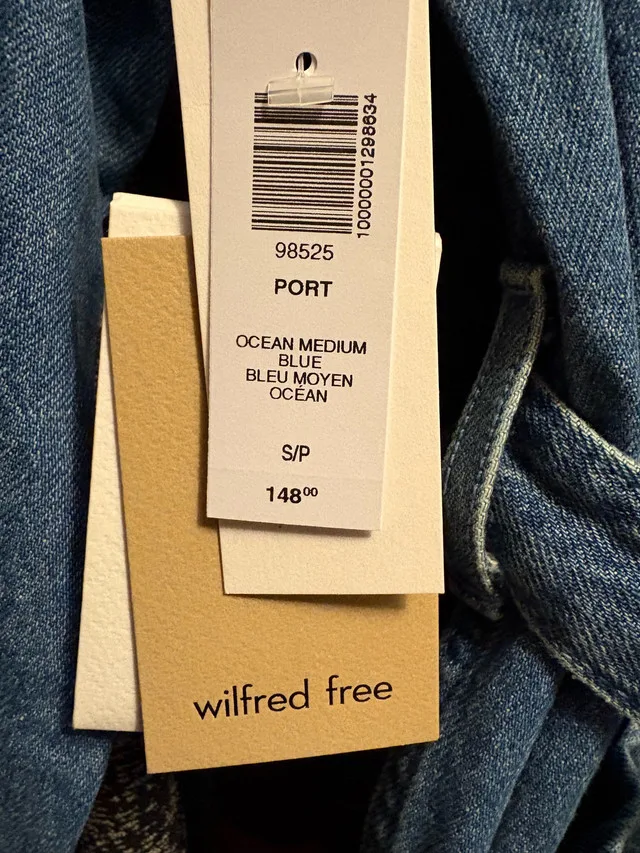 10000001298634
98525
PORT
OCEAN MEDIUM
BLUE
BLEU MOYEN
OCÉAN
S/P
148⁰⁰
wilfred free